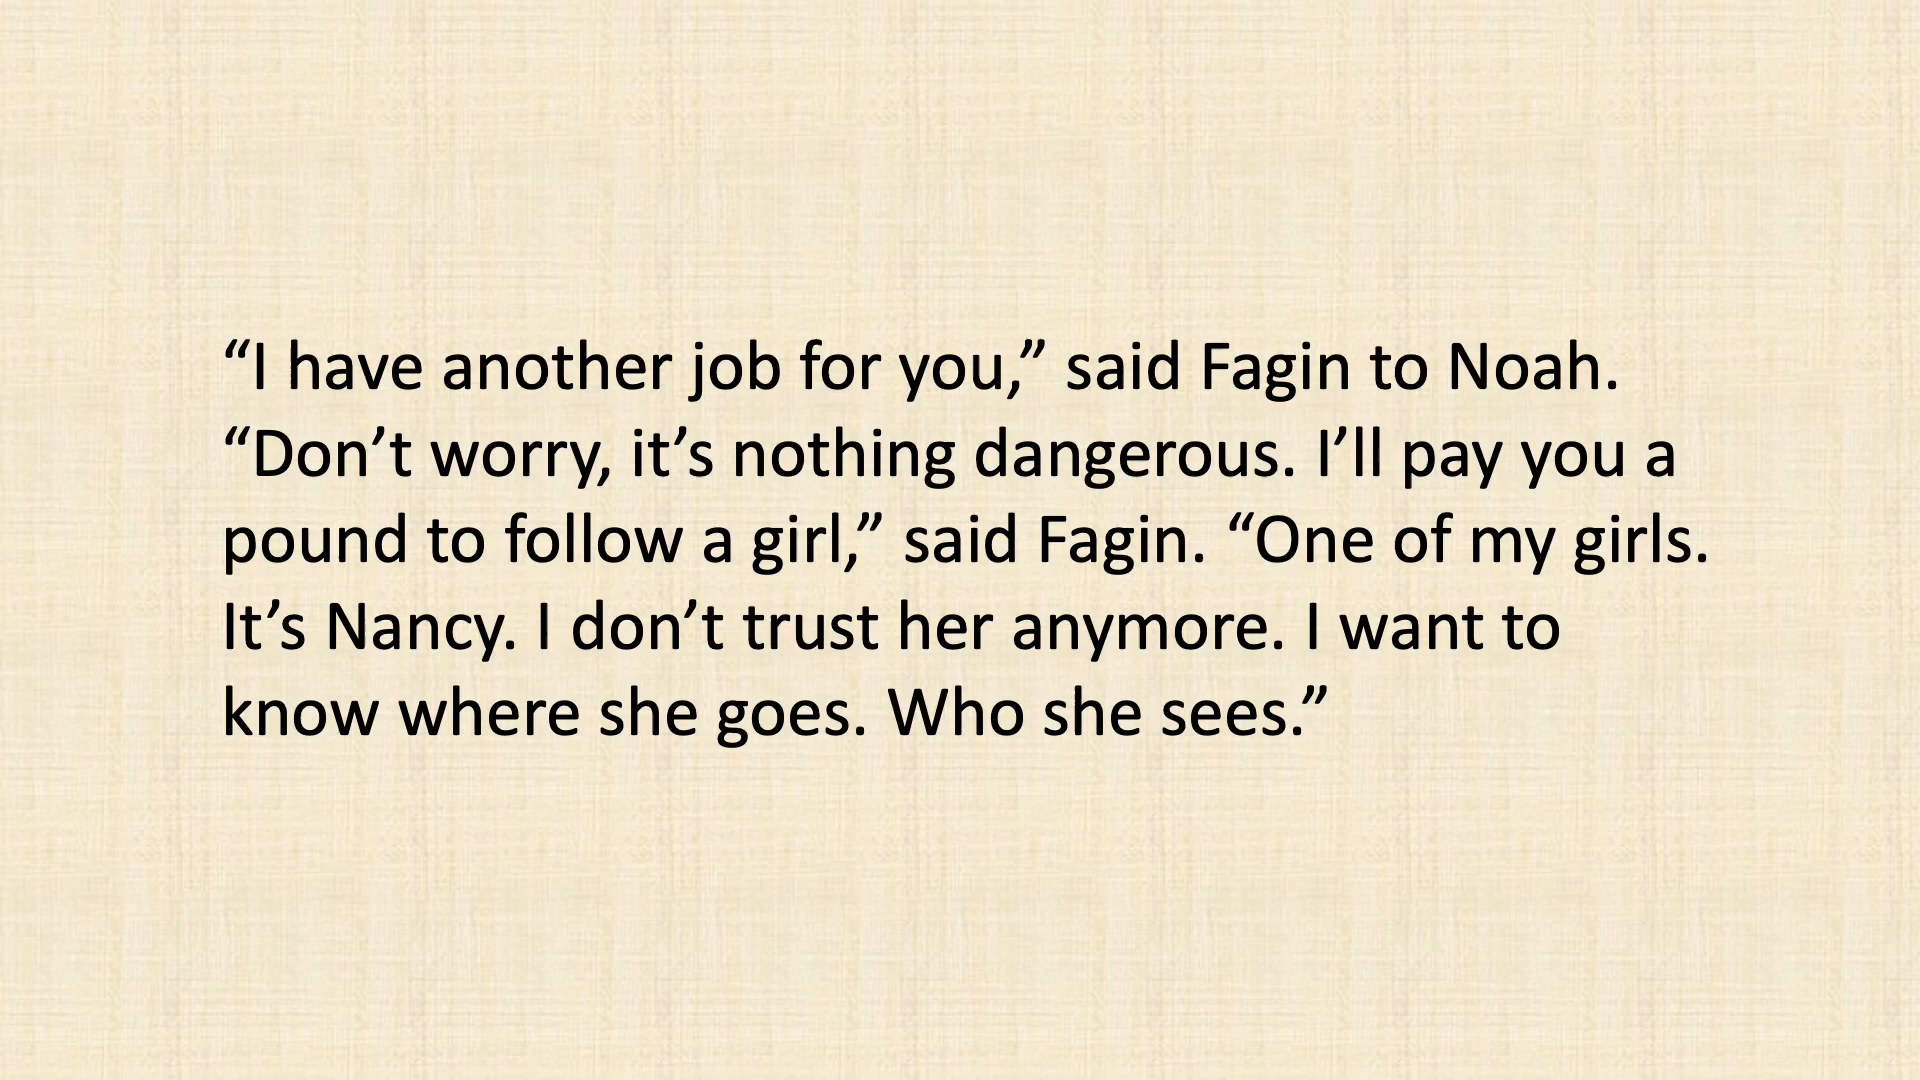 “I have another job for you,” said Fagin to Noah.
“Don’t worry, it’s nothing dangerous. I’ll pay you a
pound to follow a girl,” said Fagin. “One of my girls.
It’s Nancy. I don’t trust her anymore. I want to
know where she goes. Who she sees.”